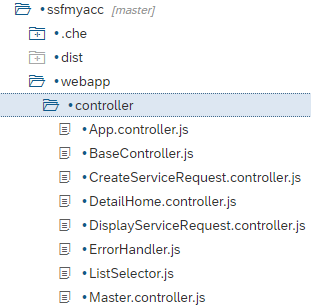 • ssfmyacc [master]
• .che
• dist
• webapp
• controller
• App.controller.js
• BaseController.js
• CreateServiceRequest.controller.js
• DetailHome.controller.js
• DisplayServiceRequest.controller.js
• ErrorHandler.js
• ListSelector.js
• Master.controller.js